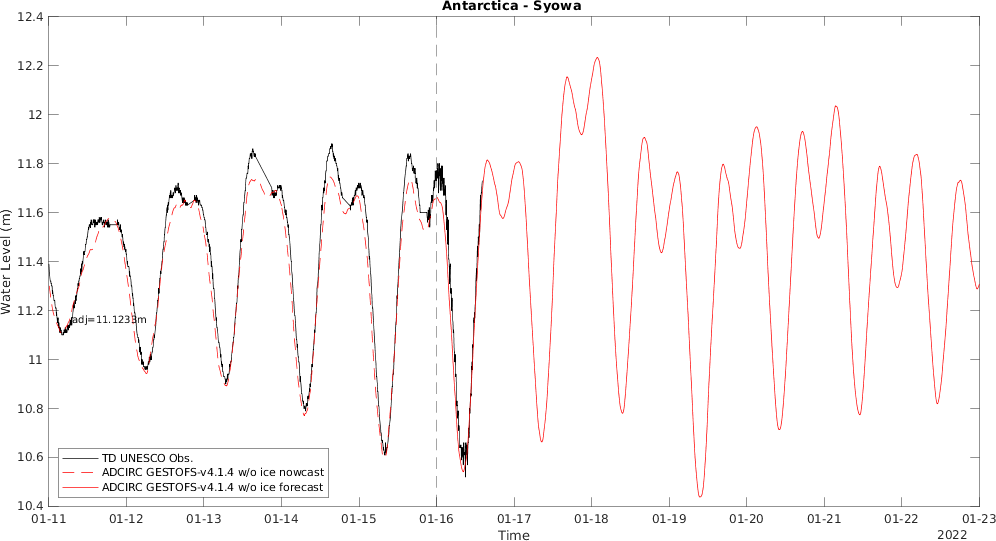 Antarctica - Syowa
12.4
12.2
12
11.8
11.6
11.4
11.2
11
10.8
10.6
10.4
Water Level (m)
adj=11.1233m
TD UNESCO Obs.
ADCIRC GESTOFS-v4.1.4 w/o ice nowcast
ADCIRC GESTOFS-v4.1.4 w/o ice forecast
01-11 01-12 01-13 01-14 01-15 01-16 01-17 01-18 01-19 01-20 01-21 01-22 01-23
Time
2022